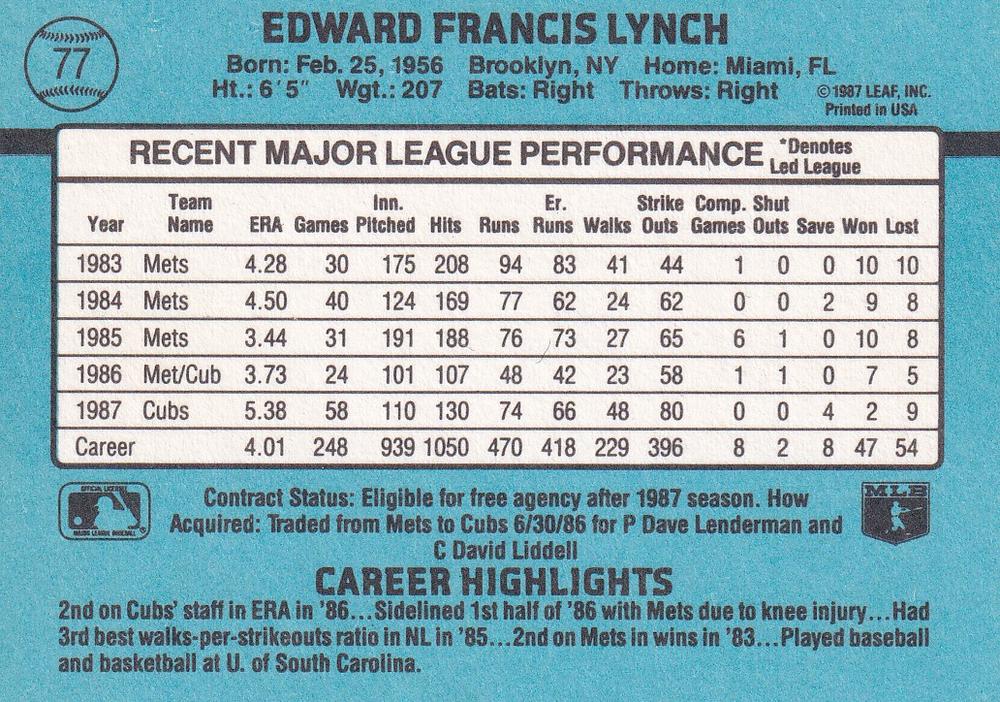 77
EDWARD FRANCIS LYNCH
Born: Feb. 25, 1956 Brooklyn, NY Home: Miami, FL
Ht.: 6´5˝ Wgt.: 207 Bats: Right Throws: Right
©1987 LEAF, INC.
Printed in USA
RECENT MAJOR LEAGUE PERFORMANCE *Denotes
Led League
Year Team Name ERA Games Inn. Pitched Hits Runs Er. Runs Walks Strike Outs Comp. Games Shut Outs Save Won Lost
1983 Mets 4.28 30 175 208 94 83 41 44 1 0 0 10 10
1984 Mets 4.50 40 124 169 77 62 24 62 0 0 2 9 8
1985 Mets 3.44 31 191 188 76 73 27 65 6 1 0 10 8
1986 Met/Cub 3.73 24 101 107 48 42 23 58 1 1 0 7 5
1987 Cubs 5.38 58 110 130 74 66 48 80 0 0 4 2 9
Career 4.01 248 939 1050 470 418 229 396 8 2 8 47 54
OFFICIAL LICENSEE
MAJOR LEAGUE BASEBALL
MLB
Contract Status: Eligible for free agency after 1987 season. How
Acquired: Traded from Mets to Cubs 6/30/86 for P Dave Lenderman and
C David Liddell
CAREER HIGHLIGHTS
2nd on Cubs' staff in ERA in '86...Sidelined 1st half of '86 with Mets due to knee injury...Had
3rd best walks-per-strikeouts ratio in NL in '85...2nd on Mets in wins in '83...Played baseball
and basketball at U. of South Carolina.